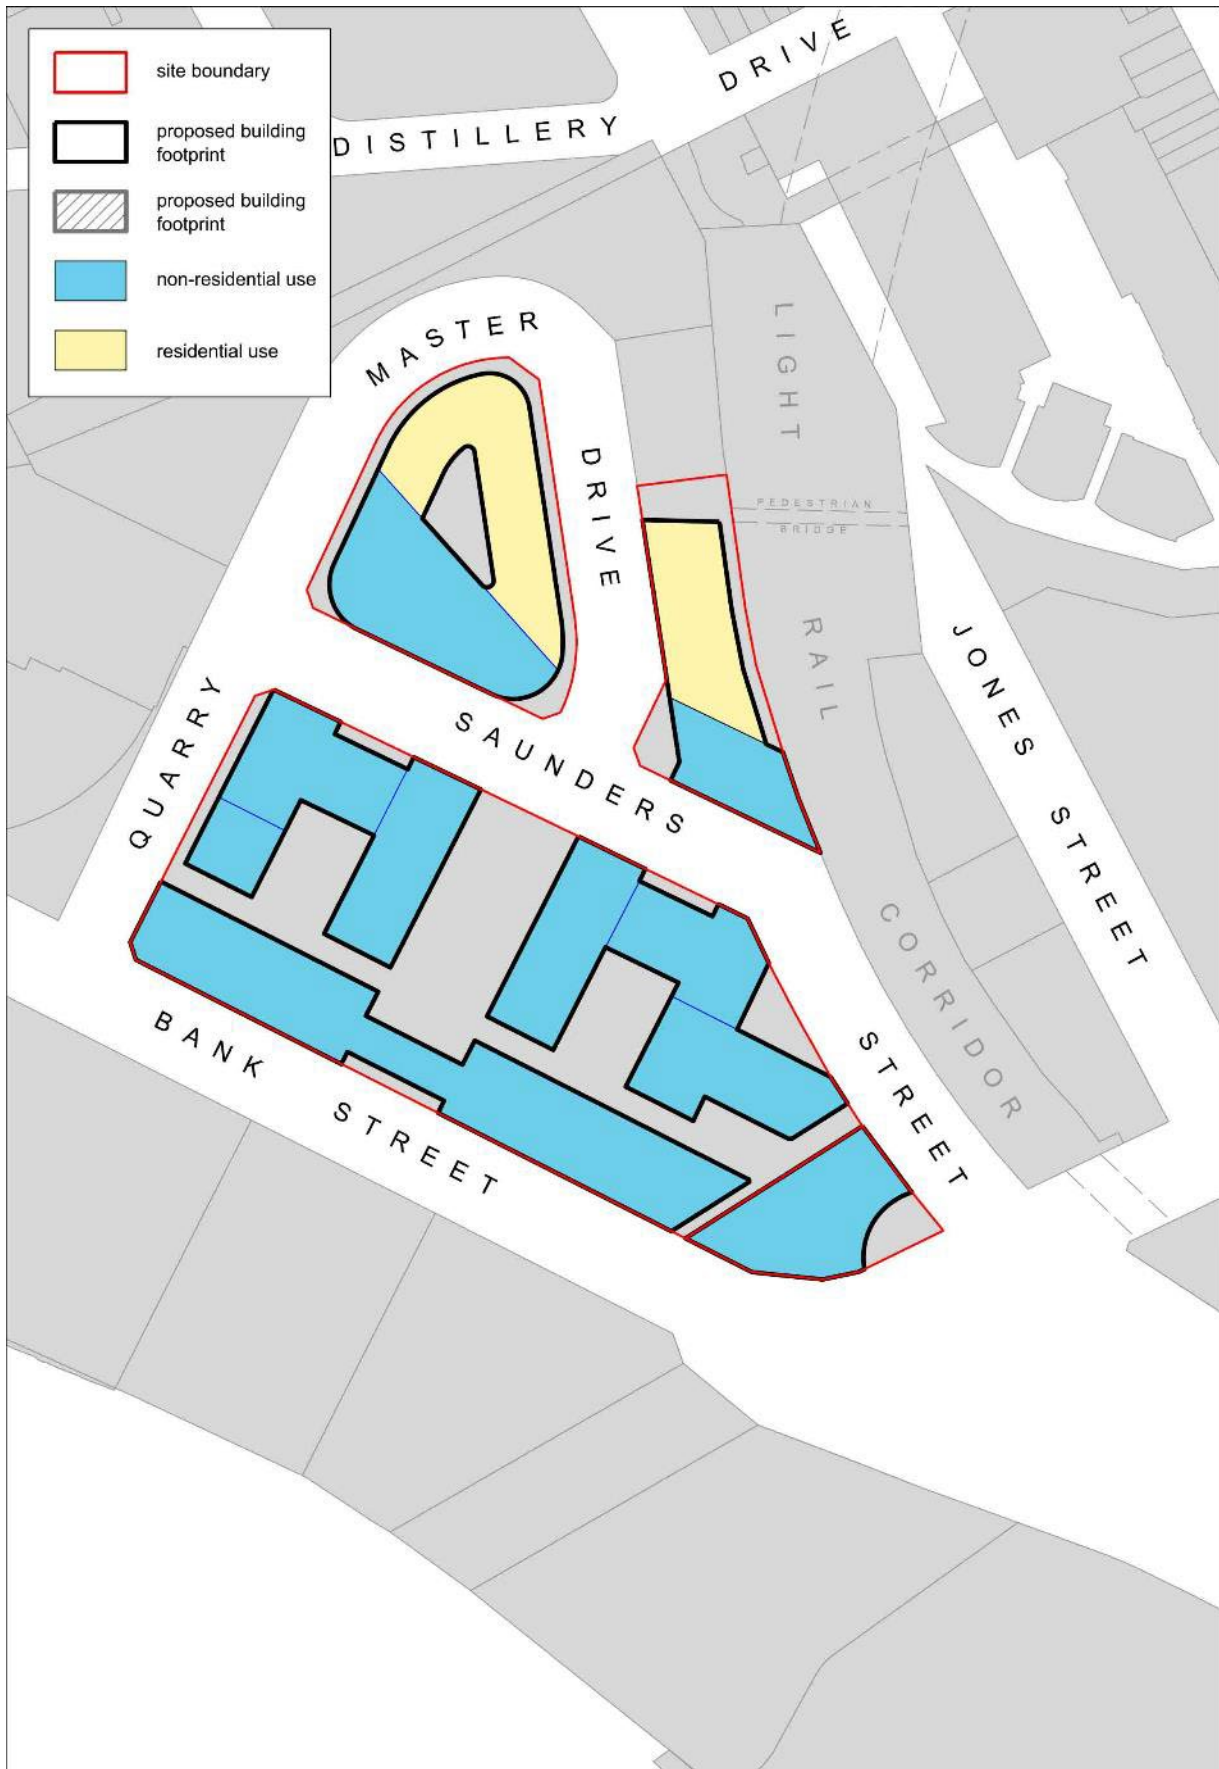 site boundary
proposed building
footprint
proposed building
footprint
non-residential use
residential use
DISTILLERY
DRIVE
MASTER
DRIVE
LIGHT
RAIL
CORRIDOR
PEDESTRIAN
BRIDGE
JONES
STREET
QUARRY
SAUNDERS
STREET
BANK
STREET